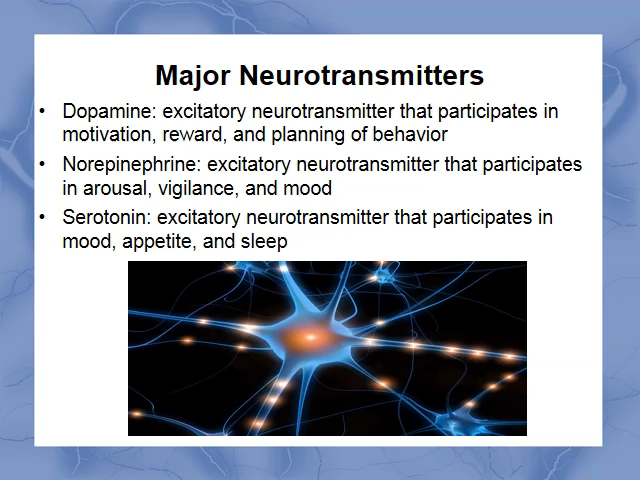 Major Neurotransmitters
• Dopamine: excitatory neurotransmitter that participates in
motivation, reward, and planning of behavior
• Norepinephrine: excitatory neurotransmitter that participates
in arousal, vigilance, and mood
• Serotonin: excitatory neurotransmitter that participates in
mood, appetite, and sleep